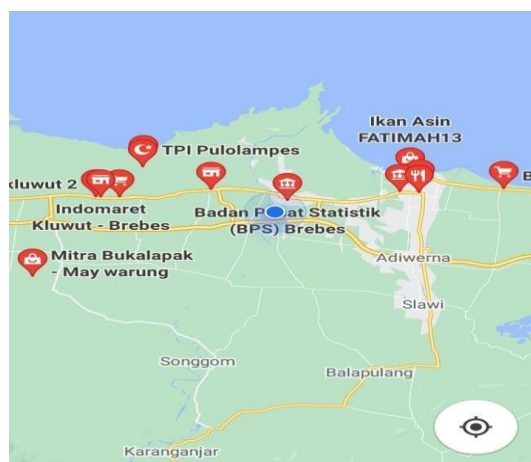 Ikan Asin
FATIMAH13
TPI Pulolampes
kluwut 2
B
Indomaret
Kluwut - Brebes
Badan Pusat Statistik
(BPS) Brebes
Mitra Bukalapak
- May warung
Adiwerna
Slawi
Songgom
Balapulang
Karanganjar